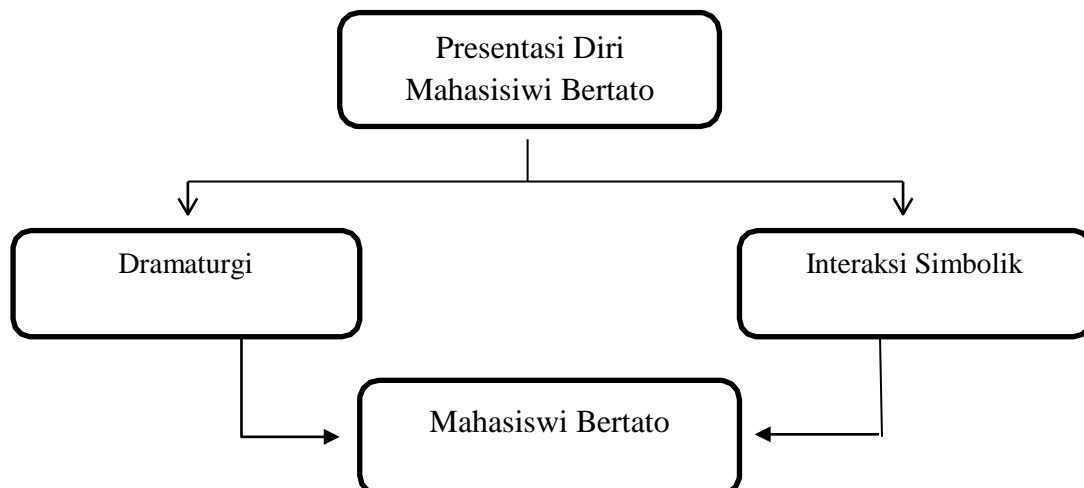 Presentasi Diri
Mahasisiwi Bertato
Dramaturgi
Interaksi Simbolik
Mahasiswi Bertato